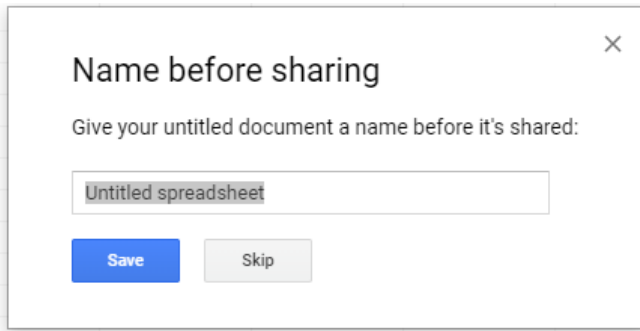 Name before sharing
Give your untitled document a name before it's shared:
Untitled spreadsheet
Save Skip